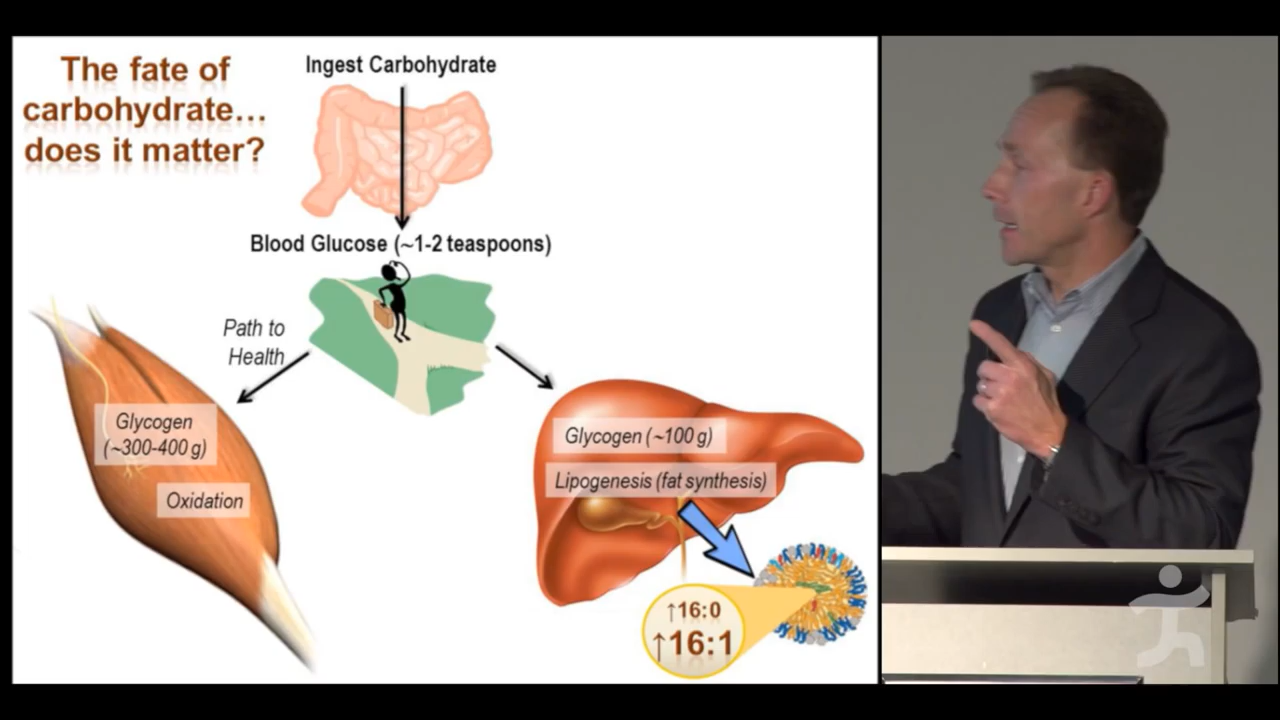 The fate of
carbohydrate…
does it matter?
Ingest Carbohydrate
Blood Glucose (~1-2 teaspoons)
Path to
Health
Glycogen
(~300-400 g)
Oxidation
Glycogen (~100 g)
Lipogenesis (fat synthesis)
↑16:0
↑16:1